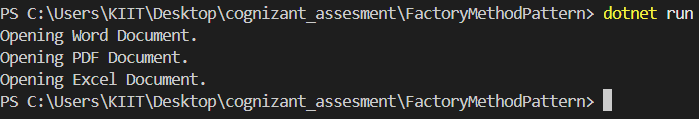 PS C:\Users\KIIT\Desktop\cognizant_assesment\FactoryMethodPattern> dotnet run
Opening Word Document.
Opening PDF Document.
Opening Excel Document.
PS C:\Users\KIIT\Desktop\cognizant_assesment\FactoryMethodPattern>